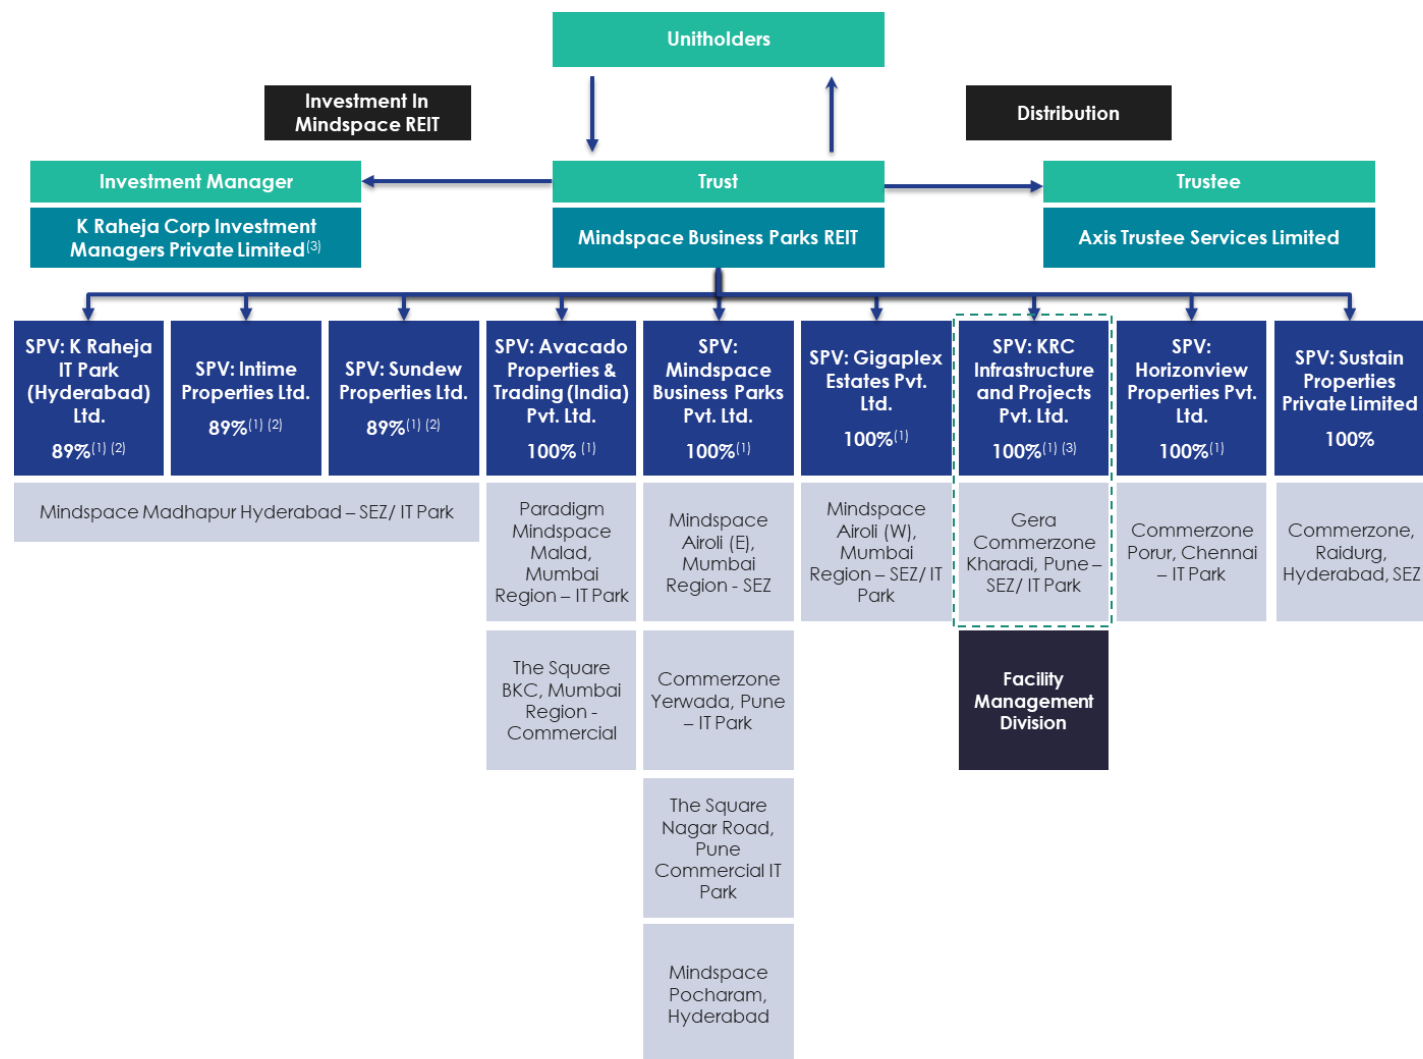 Unitholders
Investment In
Mindspace REIT
Distribution
Investment Manager
Trust
Trustee
K Raheja Corp Investment
Managers Private Limited(3)
Mindspace Business Parks REIT
Axis Trustee Services Limited
SPV: K Raheja
IT Park
(Hyderabad)
Ltd.
89%(1) (2)
SPV: Intime
Properties Ltd.
89%(1) (2)
SPV: Sundew
Properties Ltd.
89%(1) (2)
SPV: Avacado
Properties &
Trading (India)
Pvt. Ltd.
100% (1)
SPV:
Mindspace
Business Parks
Pvt. Ltd.
100%(1)
SPV: Gigaplex
Estates Pvt.
Ltd.
100%(1)
SPV: KRC
Infrastructure
and Projects
Pvt. Ltd.
100%(1) (3)
SPV:
Horizonview
Properties Pvt.
Ltd.
100%(1)
SPV: Sustain
Properties
Private Limited
100%
Mindspace Madhapur Hyderabad – SEZ/ IT Park
Paradigm
Mindspace
Malad,
Mumbai
Region – IT Park
Mindspace
Airoli (E),
Mumbai
Region - SEZ
Mindspace
Airoli (W),
Mumbai
Region – SEZ/ IT
Park
Gera
Commerzone
Kharadi, Pune –
SEZ/ IT Park
Commerzone
Porur, Chennai
– IT Park
Commerzone,
Raidurg,
Hyderabad, SEZ
The Square
BKC, Mumbai
Region -
Commercial
Commerzone
Yerwada, Pune
– IT Park
Facility
Management
Division
The Square
Nagar Road,
Pune
Commercial IT
Park
Mindspace
Pocharam,
Hyderabad